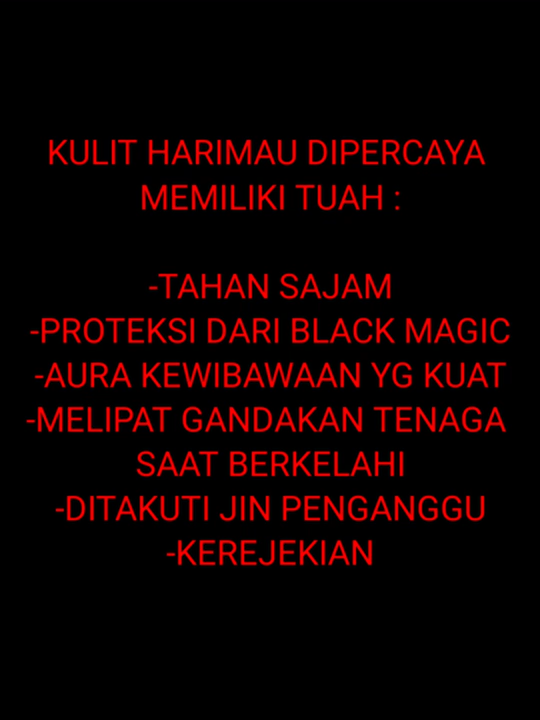 KULIT HARIMAU DIPERCAYA
MEMILIKI TUAH :
-TAHAN SAJAM
-PROTEKSI DARI BLACK MAGIC
-AURA KEWIBAWAAN YG KUAT
-MELIPAT GANDAKAN TENAGA
SAAT BERKELAHI
-DITAKUTI JIN PENGANGGU
-KEREJEKIAN